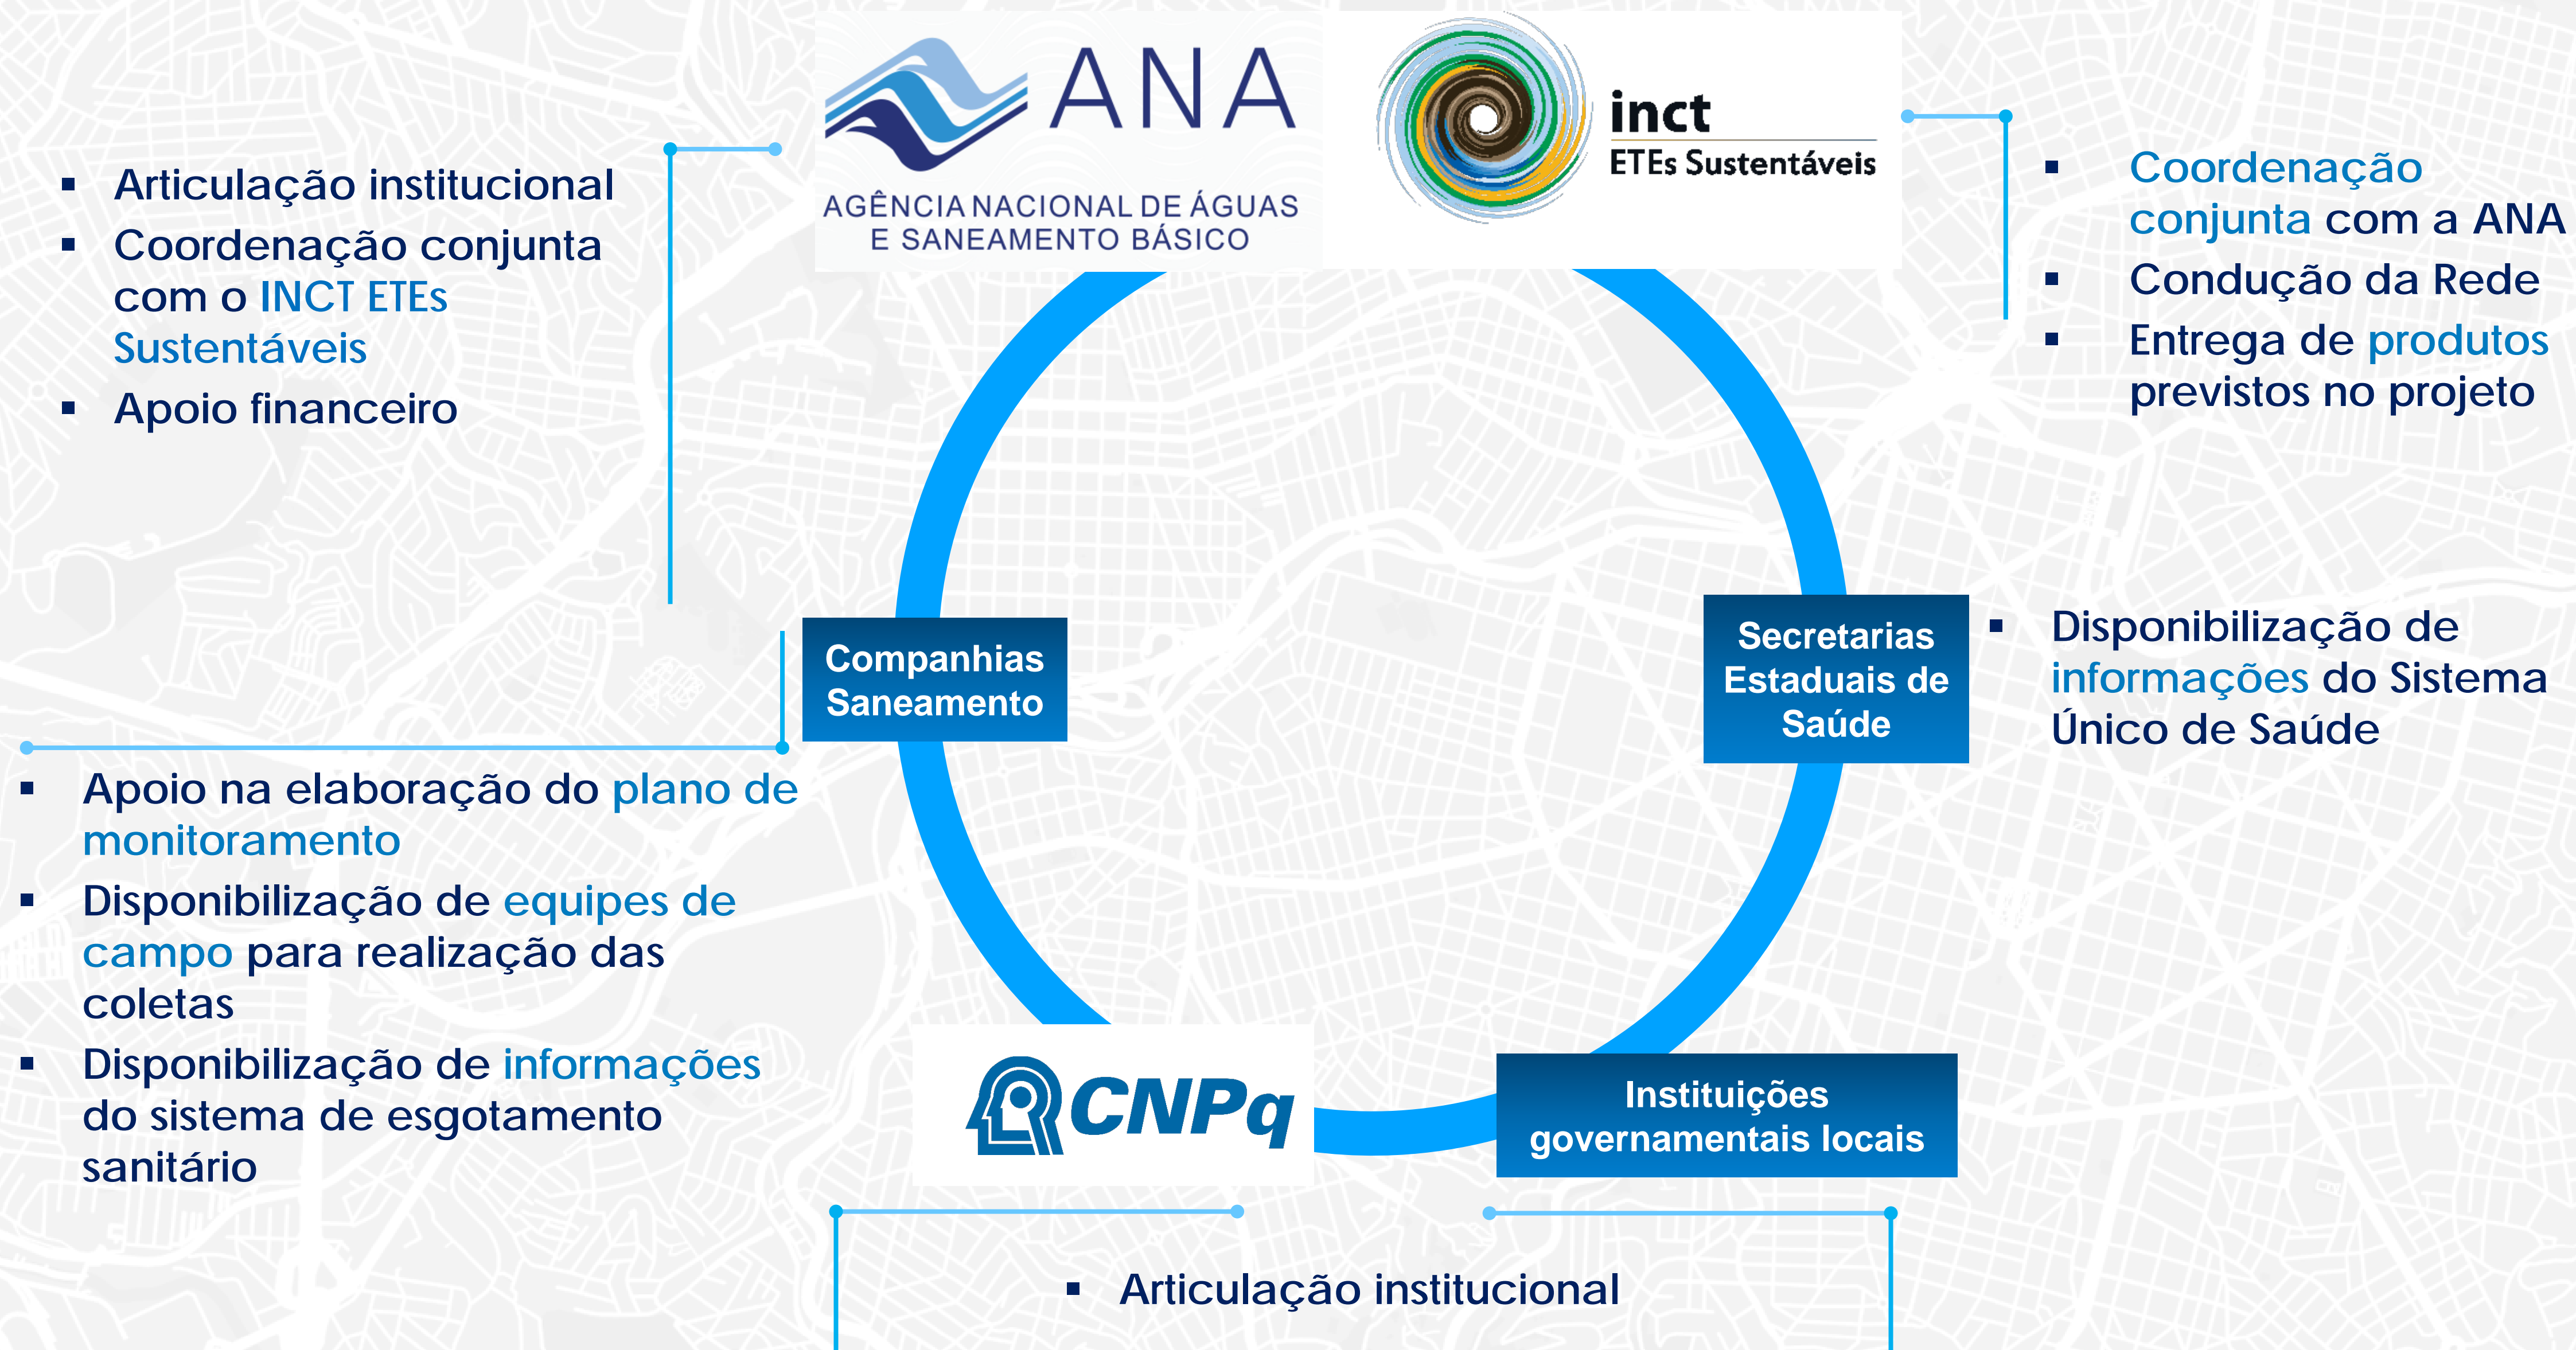 ANA
AGÊNCIA NACIONAL DE ÁGUAS
E SANEAMENTO BÁSICO
inct
ETEs Sustentáveis
▪ Articulação institucional
▪ Coordenação conjunta
com o INCT ETEs
Sustentáveis
▪ Apoio financeiro
▪ Coordenação
conjunta com a ANA
▪ Condução da Rede
▪ Entrega de produtos
previstos no projeto
Companhias
Saneamento
Secretarias
Estaduais de
Saúde
▪ Disponibilização de
informações do Sistema
Único de Saúde
▪ Apoio na elaboração do plano de
monitoramento
▪ Disponibilização de equipes de
campo para realização das
coletas
▪ Disponibilização de informações
do sistema de esgotamento
sanitário
CNPq
Instituições
governamentais locais
▪ Articulação institucional